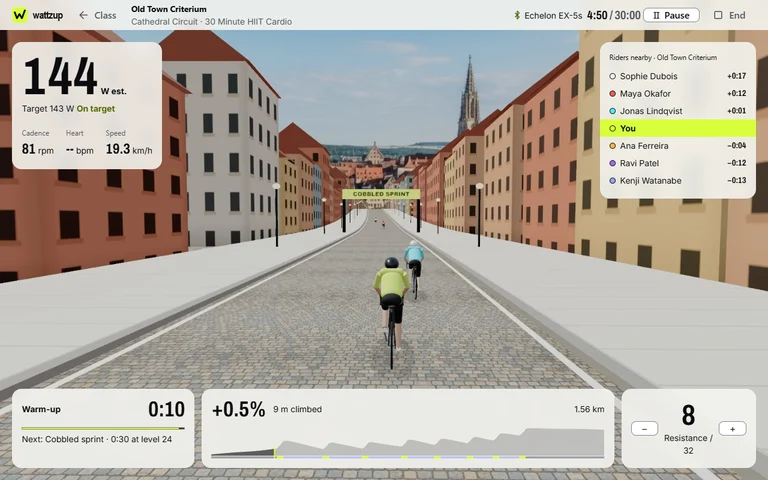 wattzup
Class
Old Town Criterium
Cathedral Circuit · 30 Minute HIIT Cardio
Echelon EX-5s
4:50 / 30:00
Pause
End
144 W est.
Target 143 W On target
Cadence Heart Speed
81 rpm -- bpm 19.3 km/h
Riders nearby · Old Town Criterium
Sophie Dubois +0:17
Maya Okafor +0:12
Jonas Lindqvist +0:01
You
Ana Ferreira −0:04
Ravi Patel −0:12
Kenji Watanabe −0:13
COBBLED SPRINT
Warm-up 0:10
Next: Cobbled sprint · 0:30 at level 24
+0.5% 9 m climbed 1.56 km
− 8 +
Resistance /
32